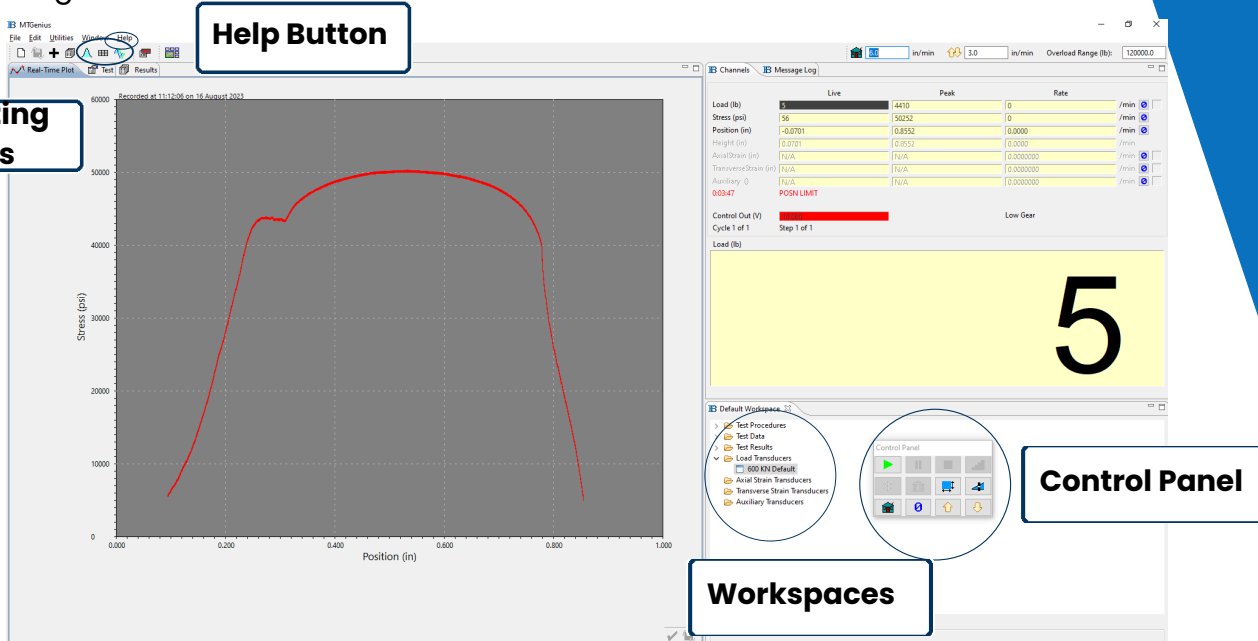 MTGenius
File Edit Utilities Window Help
Help Button
6.0 in/min 3.0 in/min Overload Range (lb): 120000.0
Real-Time Plot Test Results
Channels Message Log
Recorded at 11:12:06 on 16 August 2023
Live Peak Rate
Load (lb) 5 4410 0 /min
Stress (psi) 56 50252 0 /min
Position (in) -0.0701 0.8552 0.0000 /min
Height (in) 0.0701 0.8552 0.0000 /min
AxialStrain (in) N/A N/A 0.0000000 /min
TransverseStrain (in) N/A N/A 0.0000000 /min
Auxiliary () N/A N/A 0.0000000 /min
0:03:47 POSN LIMIT
Control Out (V) Low Gear
Cycle 1 of 1 Step 1 of 1
Load (lb)
5
60000
50000
40000
30000
20000
10000
0
Stress (psi)
0.000 0.200 0.400 0.600 0.800 1.000
Position (in)
Default Workspace
Test Procedures
Test Data
Test Results
Load Transducers
600 KN Default
Axial Strain Transducers
Transverse Strain Transducers
Auxiliary Transducers
Control Panel
Control Panel
Workspaces